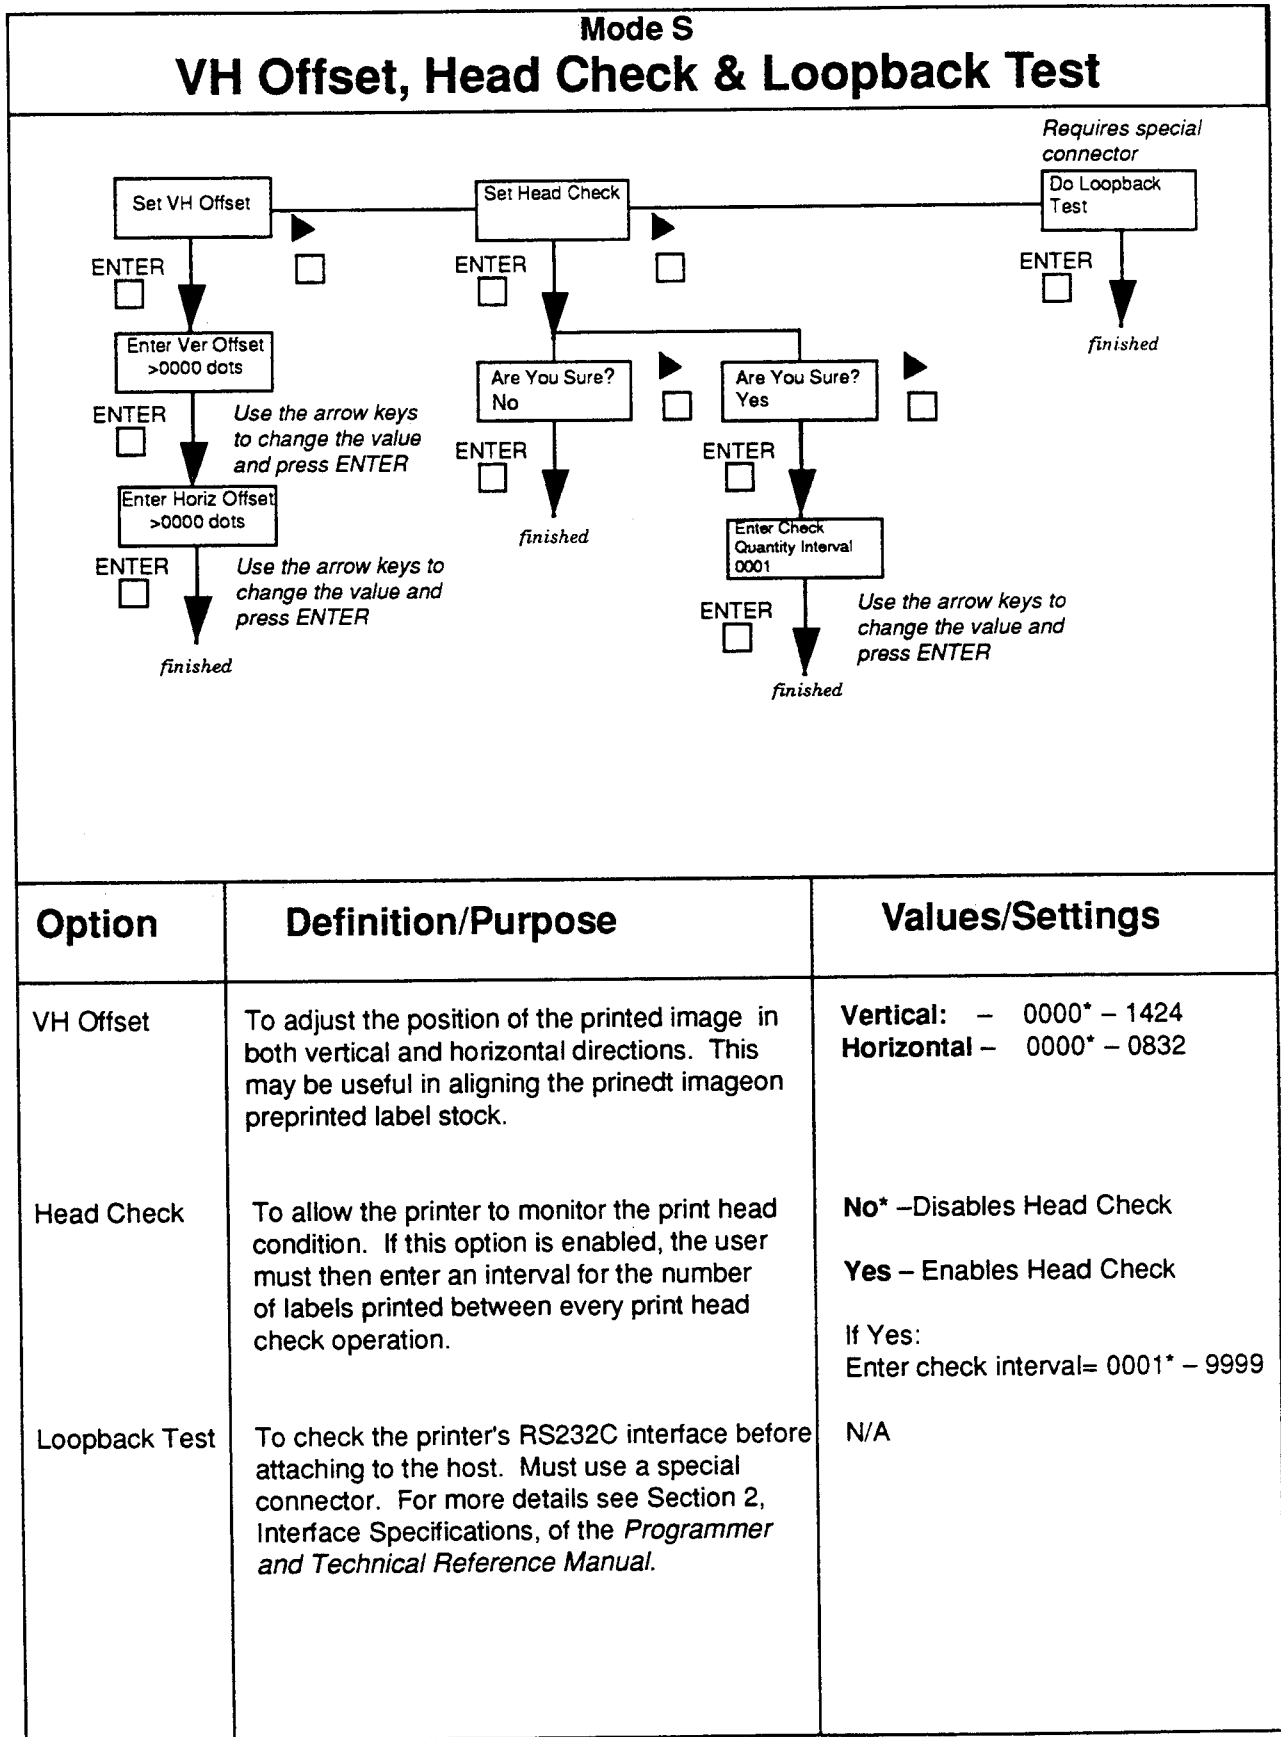 Mode S
VH Offset, Head Check & Loopback Test
Requires special
connector
Set VH Offset
Set Head Check
Do Loopback
Test
ENTER
ENTER
ENTER
finished
Enter Ver Offset
>0000 dots
Are You Sure?
No
Are You Sure?
Yes
ENTER
Use the arrow keys
to change the value
and press ENTER
ENTER
ENTER
Enter Horiz Offset
>0000 dots
finished
Enter Check
Quantity Interval
0001
ENTER
Use the arrow keys to
change the value and
press ENTER
finished
ENTER
Use the arrow keys to
change the value and
press ENTER
finished
Option
Definition/Purpose
Values/Settings
VH Offset
To adjust the position of the printed image in
both vertical and horizontal directions. This
may be useful in aligning the prinedt imageon
preprinted label stock.
Vertical: – 0000* – 1424
Horizontal – 0000* – 0832
Head Check
To allow the printer to monitor the print head
condition. If this option is enabled, the user
must then enter an interval for the number
of labels printed between every print head
check operation.
No* –Disables Head Check
Yes – Enables Head Check
If Yes:
Enter check interval= 0001* – 9999
Loopback Test
To check the printer's RS232C interface before
attaching to the host. Must use a special
connector. For more details see Section 2,
Interface Specifications, of the Programmer
and Technical Reference Manual.
N/A